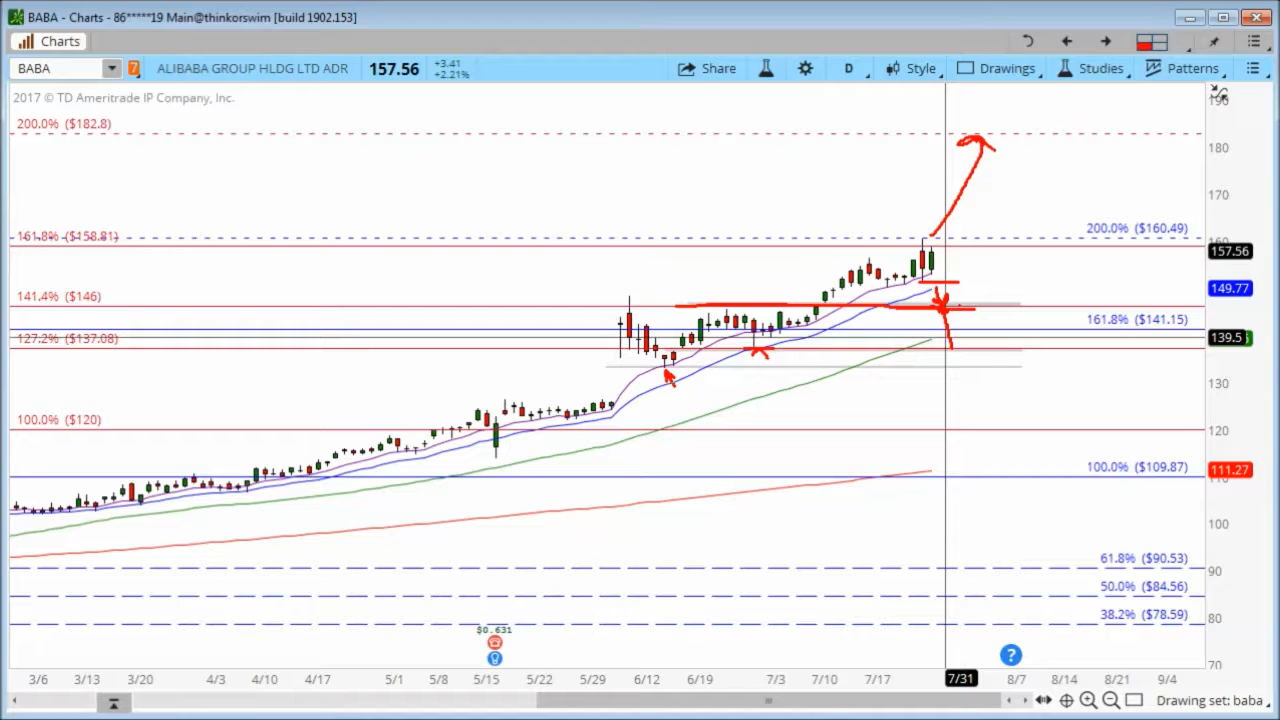 BABA - Charts - 86*****19 Main@thinkorswim [build 1902.153]
Charts
BABA
7
ALIBABA GROUP HLDG LTD ADR
157.56
+3.41
+2.21%
Share
D
Style
Drawings
Studies
Patterns
2017 © TD Ameritrade IP Company, Inc.
190
200.0% ($182.8)
180
170
200.0% ($160.49)
161.8% ($158.81)
160
157.56
149.77
141.4% ($146)
161.8% ($141.15)
127.2% ($137.08)
139.5
130
100.0% ($120)
120
100.0% ($109.87)
111.27
110
100
61.8% ($90.53)
90
50.0% ($84.56)
38.2% ($78.59)
80
$0.631
?
70
3/6 3/13 3/20 4/3 4/10 4/17 5/1 5/8 5/15 5/22 5/29 6/12 6/19 7/3 7/10 7/17 7/31 8/7 8/14 8/21 9/4
Drawing set: baba